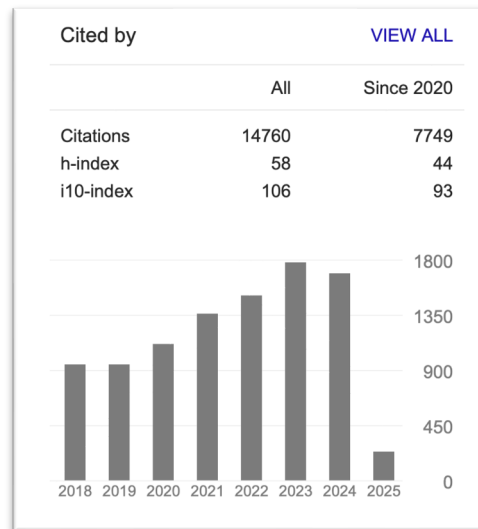 Cited by VIEW ALL
All Since 2020
Citations 14760 7749
h-index 58 44
i10-index 106 93
1800
1350
900
450
0
2018 2019 2020 2021 2022 2023 2024 2025